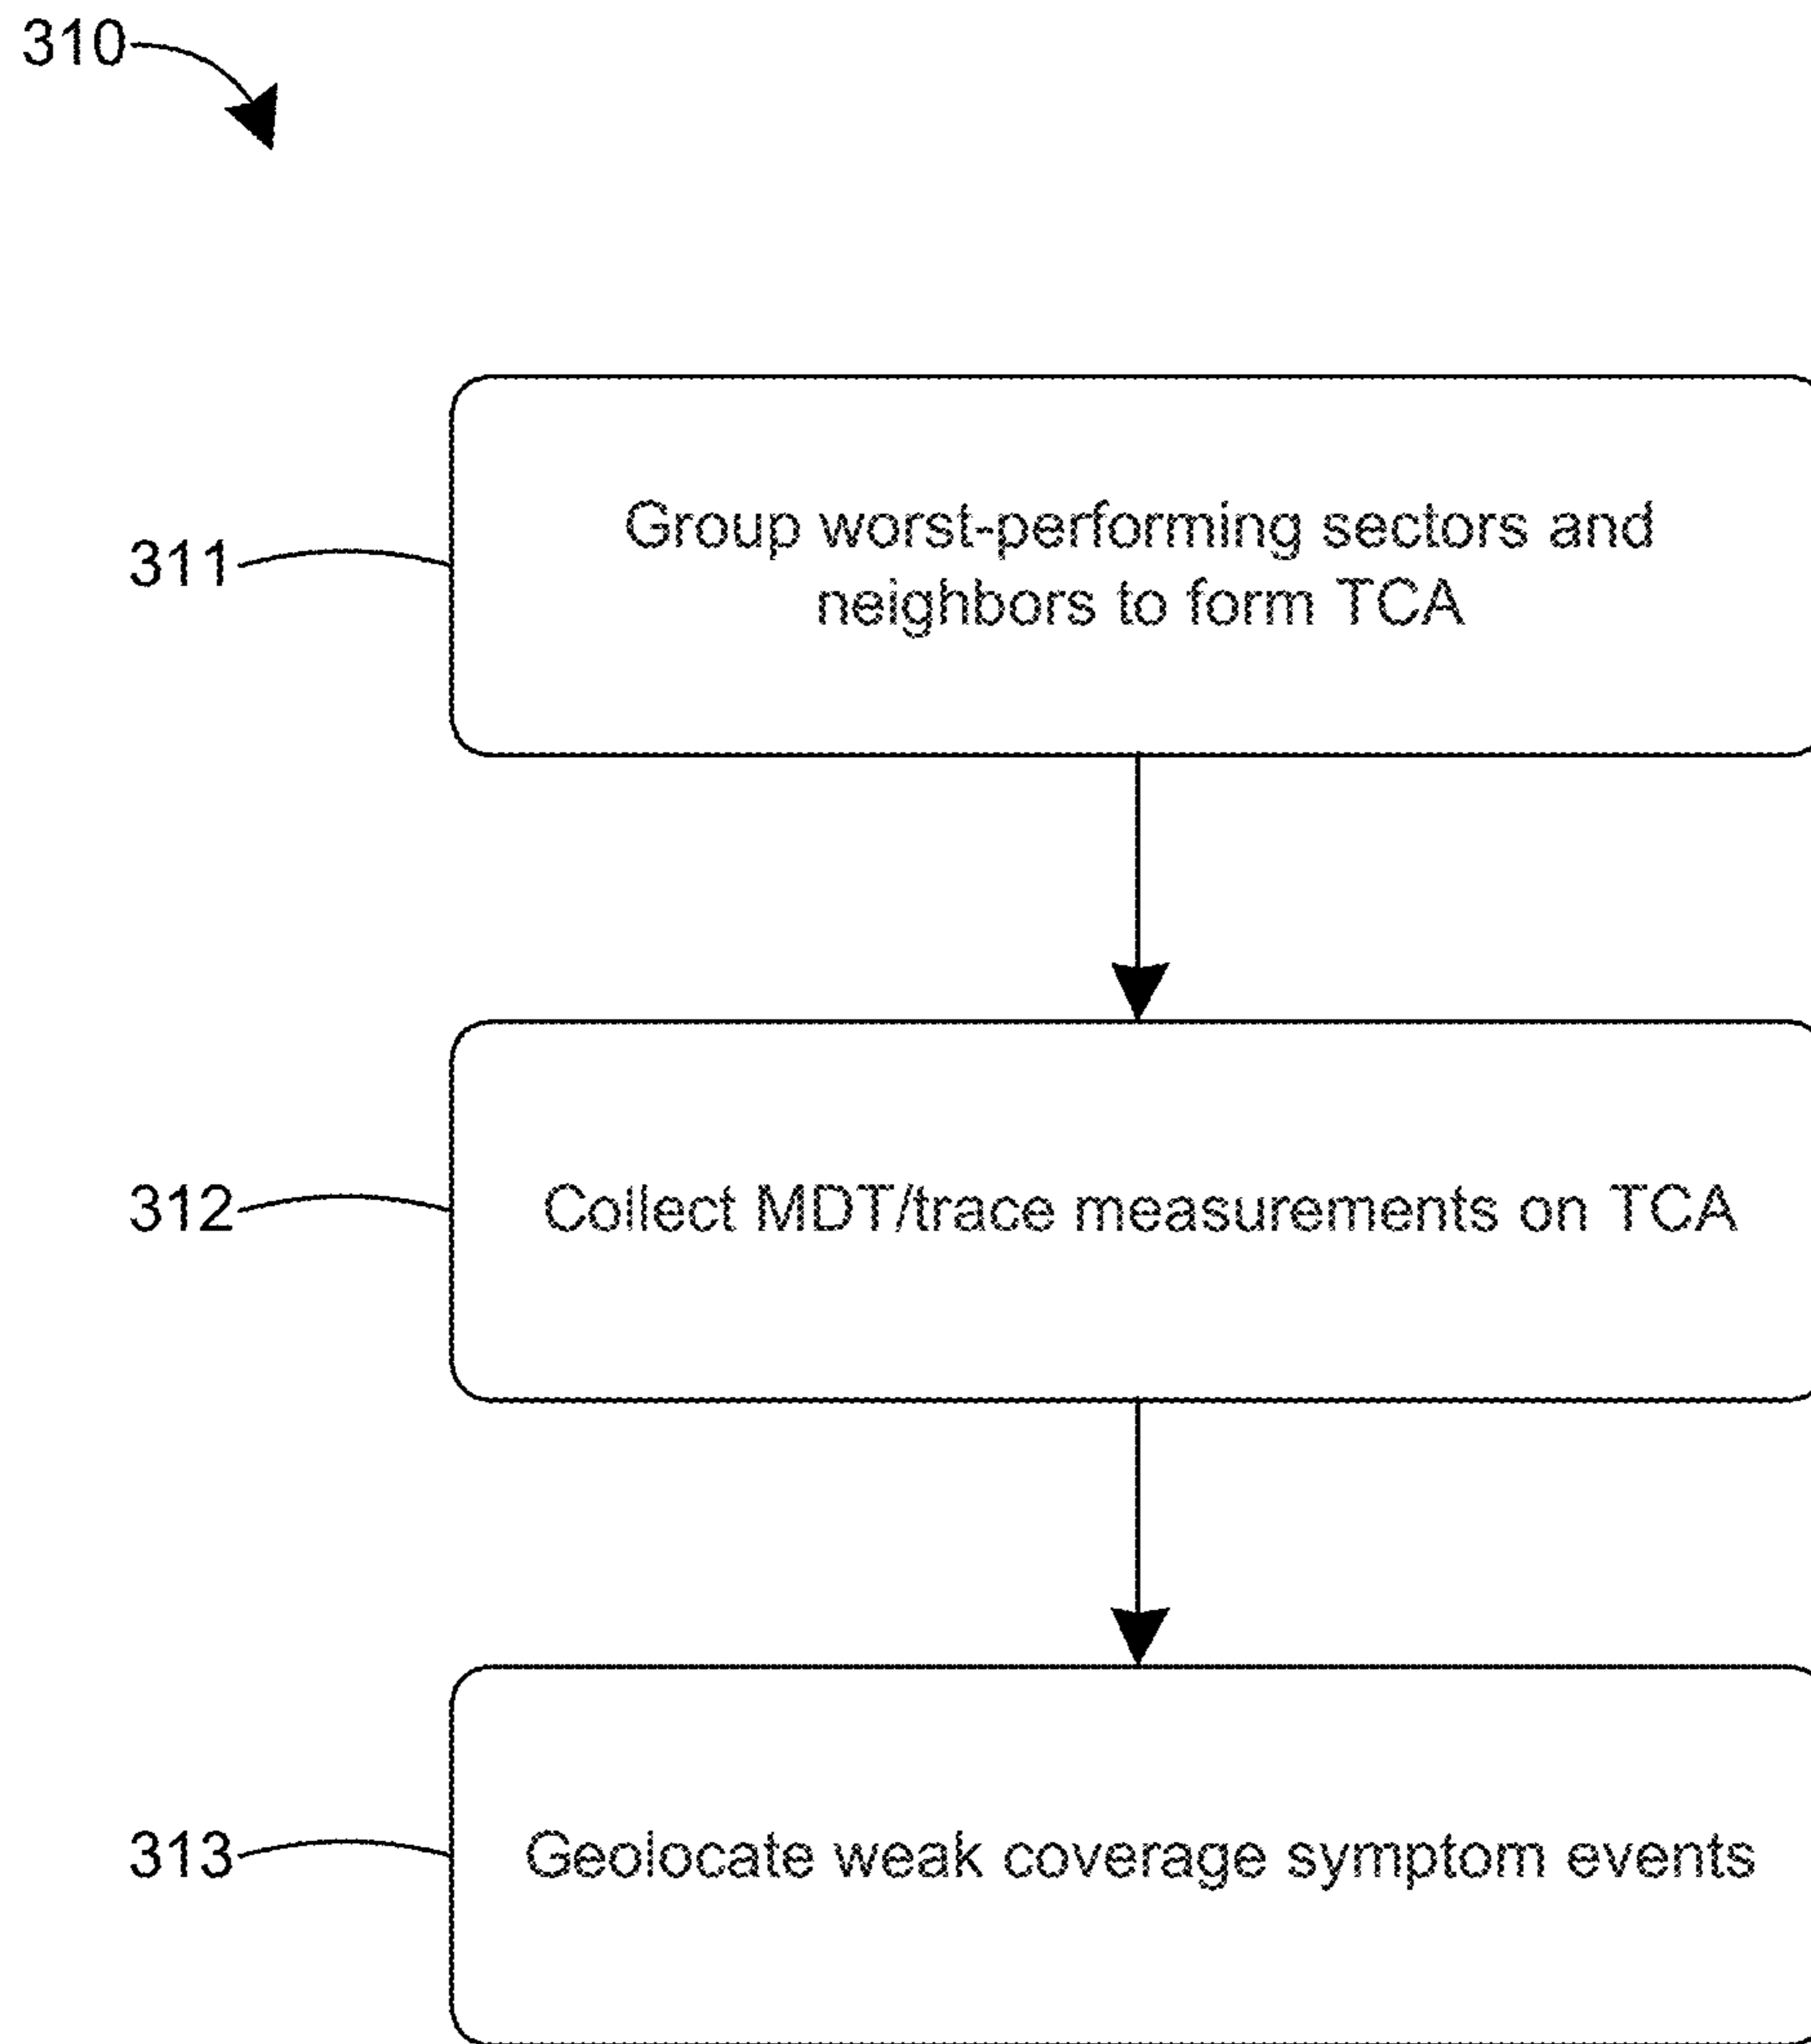 310
311
Group worst-performing sectors and
neighbors to form TCA
312
Collect MDT/trace measurements on TCA
313
Geolocate weak coverage symptom events